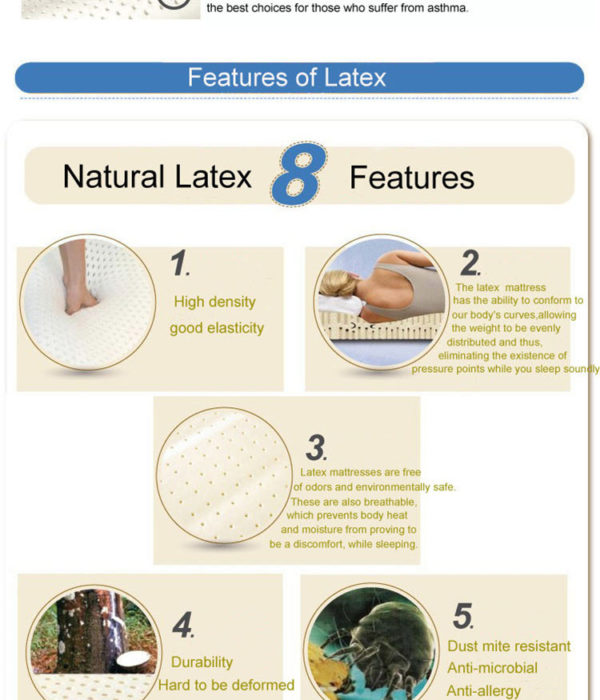 the best choices for those who suffer from asthma.
Features of Latex
Natural Latex 8 Features
1.
High density
good elasticity
2.
The latex mattress
has the ability to conform to
our body's curves,allowing
the weight to be evenly
distributed and thus,
eliminating the existence of
pressure points while you sleep soundly
3.
Latex mattresses are free
of odors and environmentally safe.
These are also breathable,
which prevents body heat
and moisture from proving to
be a discomfort, while sleeping.
4.
Durability
Hard to be deformed
5.
Dust mite resistant
Anti-microbial
Anti-allergy